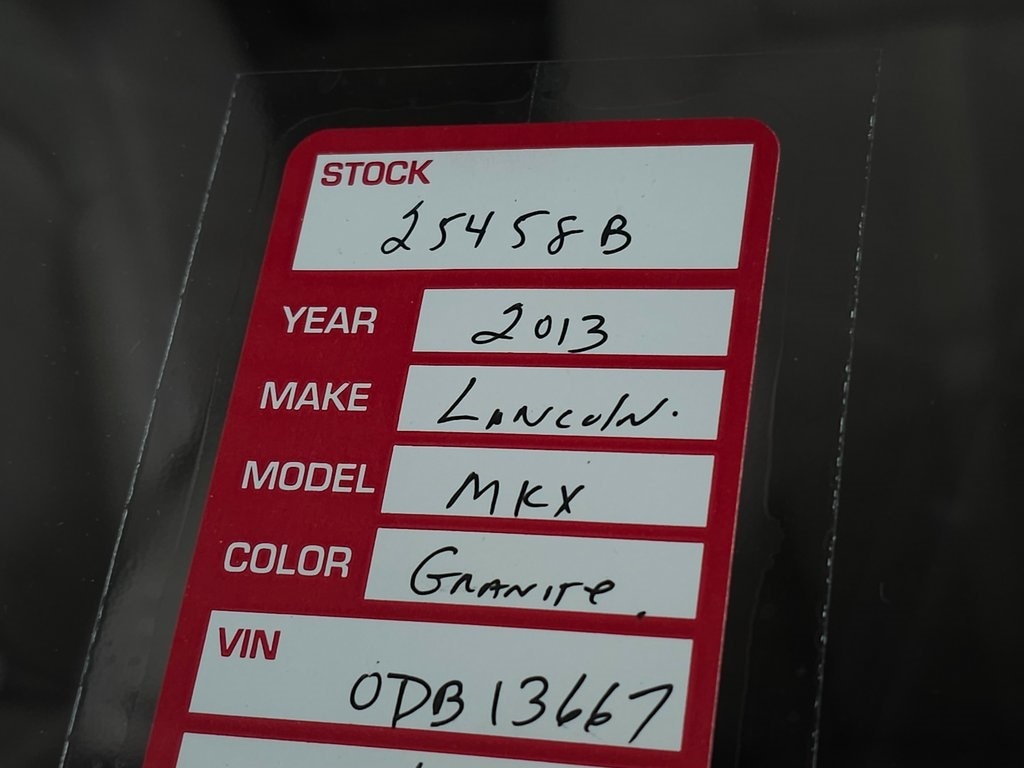 STOCK
25458B
YEAR 2013
MAKE LANCOLN.
MODEL MKX
COLOR GRANITE.
VIN
0DB13667